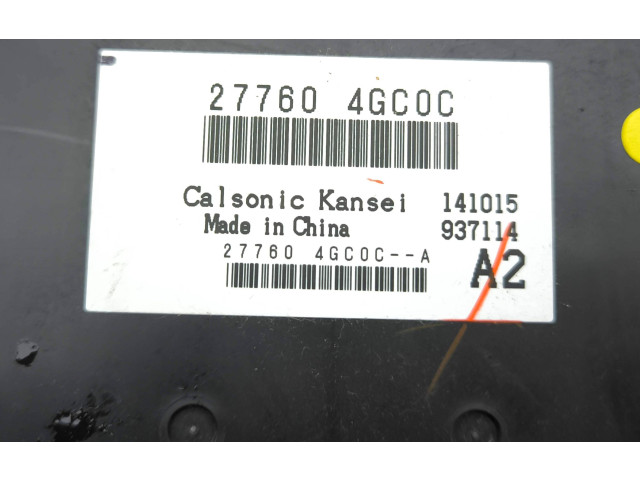 27760 4GC0C
Calsonic Kansei 141015
Made in China 937114
27760 4GC0C--A
A2